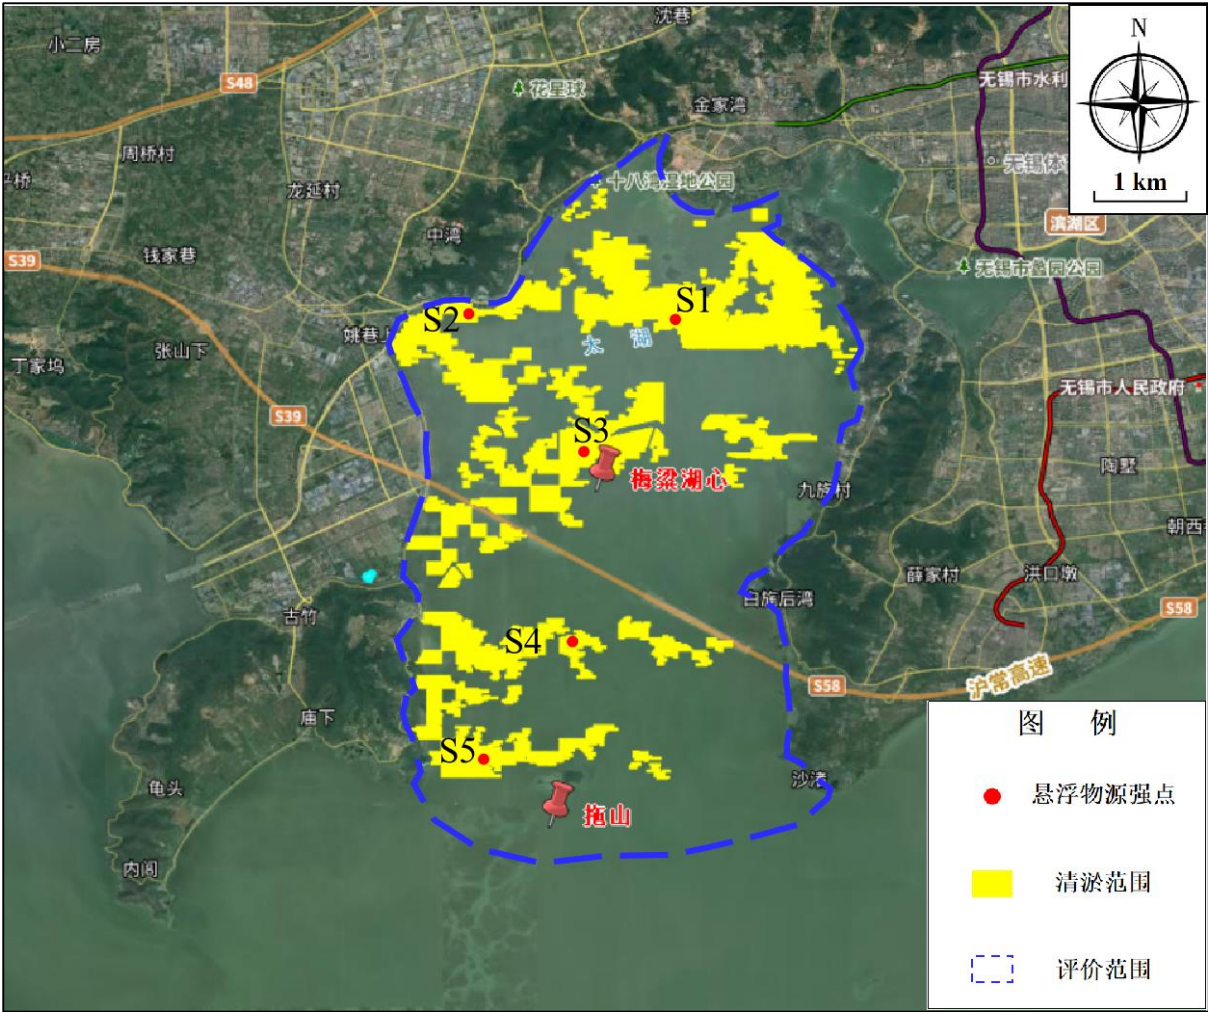 沈巷
小二房
N
S48
花星球
无锡市水利
金家湾
周桥村
无锡体
龙延村
十八湾湿地公园
1 km
中湾
滨湖区
S39
钱家巷
无锡市蠡园公园
S1
S2
姚巷上
太 湖
张山下
丁家坞
无锡市人民政府
S39
S3
陶墅
梅梁湖心
九族村
朝西
薛家村
洪口墩
白旄后湾
古竹
S58
S4
沪常高速
S58
庙下
图 例
S5
沙渚
龟头
悬浮物源强点
拖山
内闾
清淤范围
评价范围